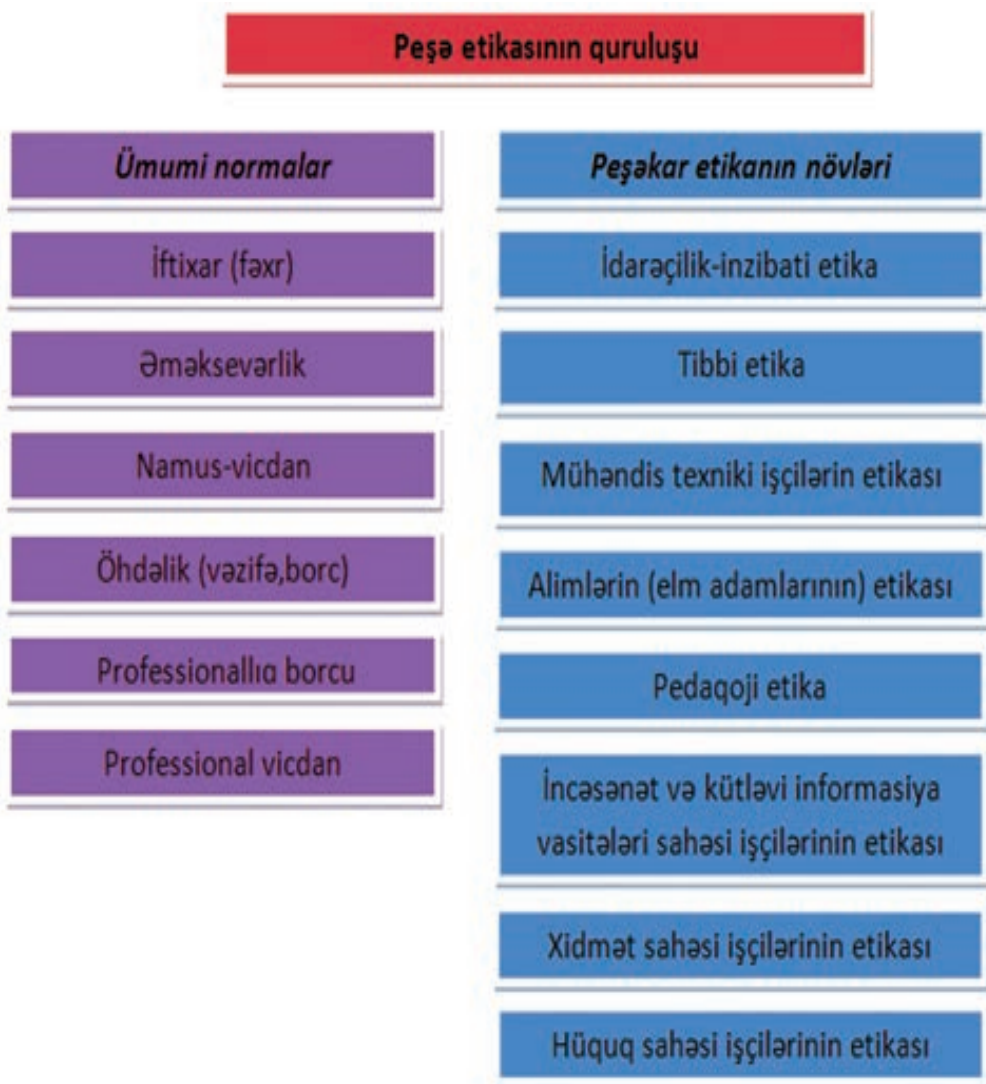 Peşə etikasının quruluşu
Ümumi normalar
İftixar (fəxr)
Əməksevərlik
Namus-vicdan
Öhdəlik (vəzifə,borc)
Professionallıq borcu
Professional vicdan
Peşəkar etikanın növləri
İdarəçilik-inzibati etika
Tibbi etika
Mühəndis texniki işçilərin etikası
Alimlərin (elm adamlarının) etikası
Pedaqoji etika
İncəsənət və kütləvi informasiya
vasitələri sahəsi işçilərinin etikası
Xidmət sahəsi işçilərinin etikası
Hüquq sahəsi işçilərinin etikası